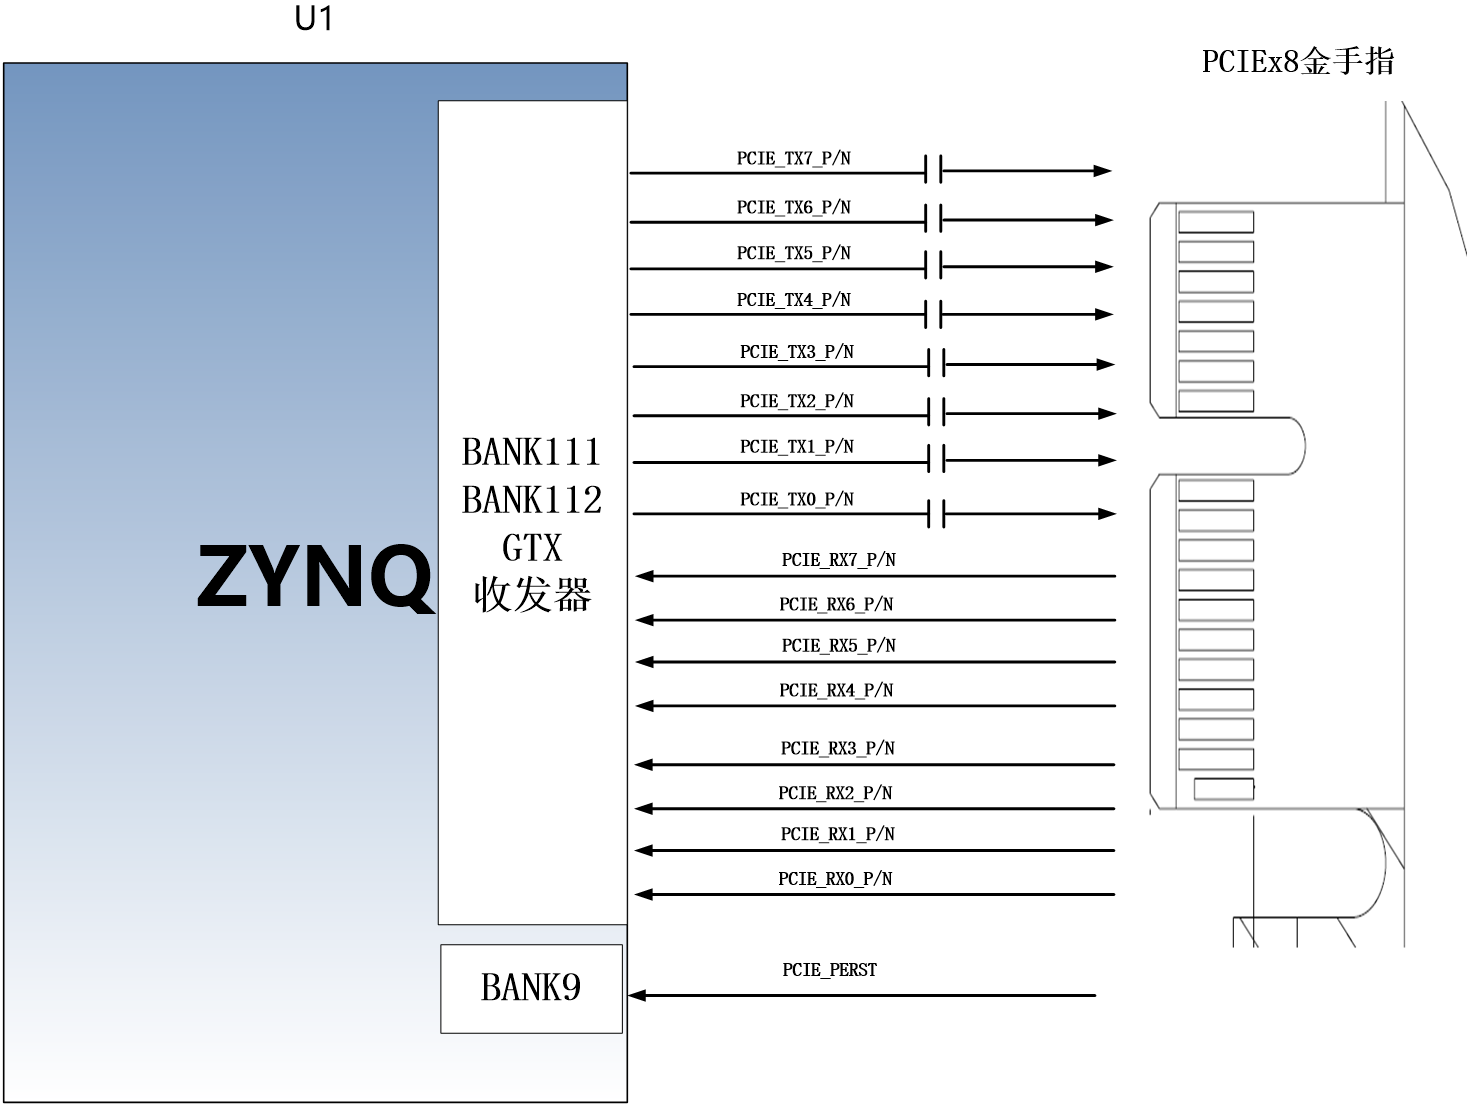 U1
PCIEx8金手指
PCIE_TX7_P/N
PCIE_TX6_P/N
PCIE_TX5_P/N
PCIE_TX4_P/N
PCIE_TX3_P/N
PCIE_TX2_P/N
PCIE_TX1_P/N
PCIE_TX0_P/N
ZYNQ
BANK111
BANK112
GTX
收发器
PCIE_RX7_P/N
PCIE_RX6_P/N
PCIE_RX5_P/N
PCIE_RX4_P/N
PCIE_RX3_P/N
PCIE_RX2_P/N
PCIE_RX1_P/N
PCIE_RX0_P/N
BANK9
PCIE_PERST